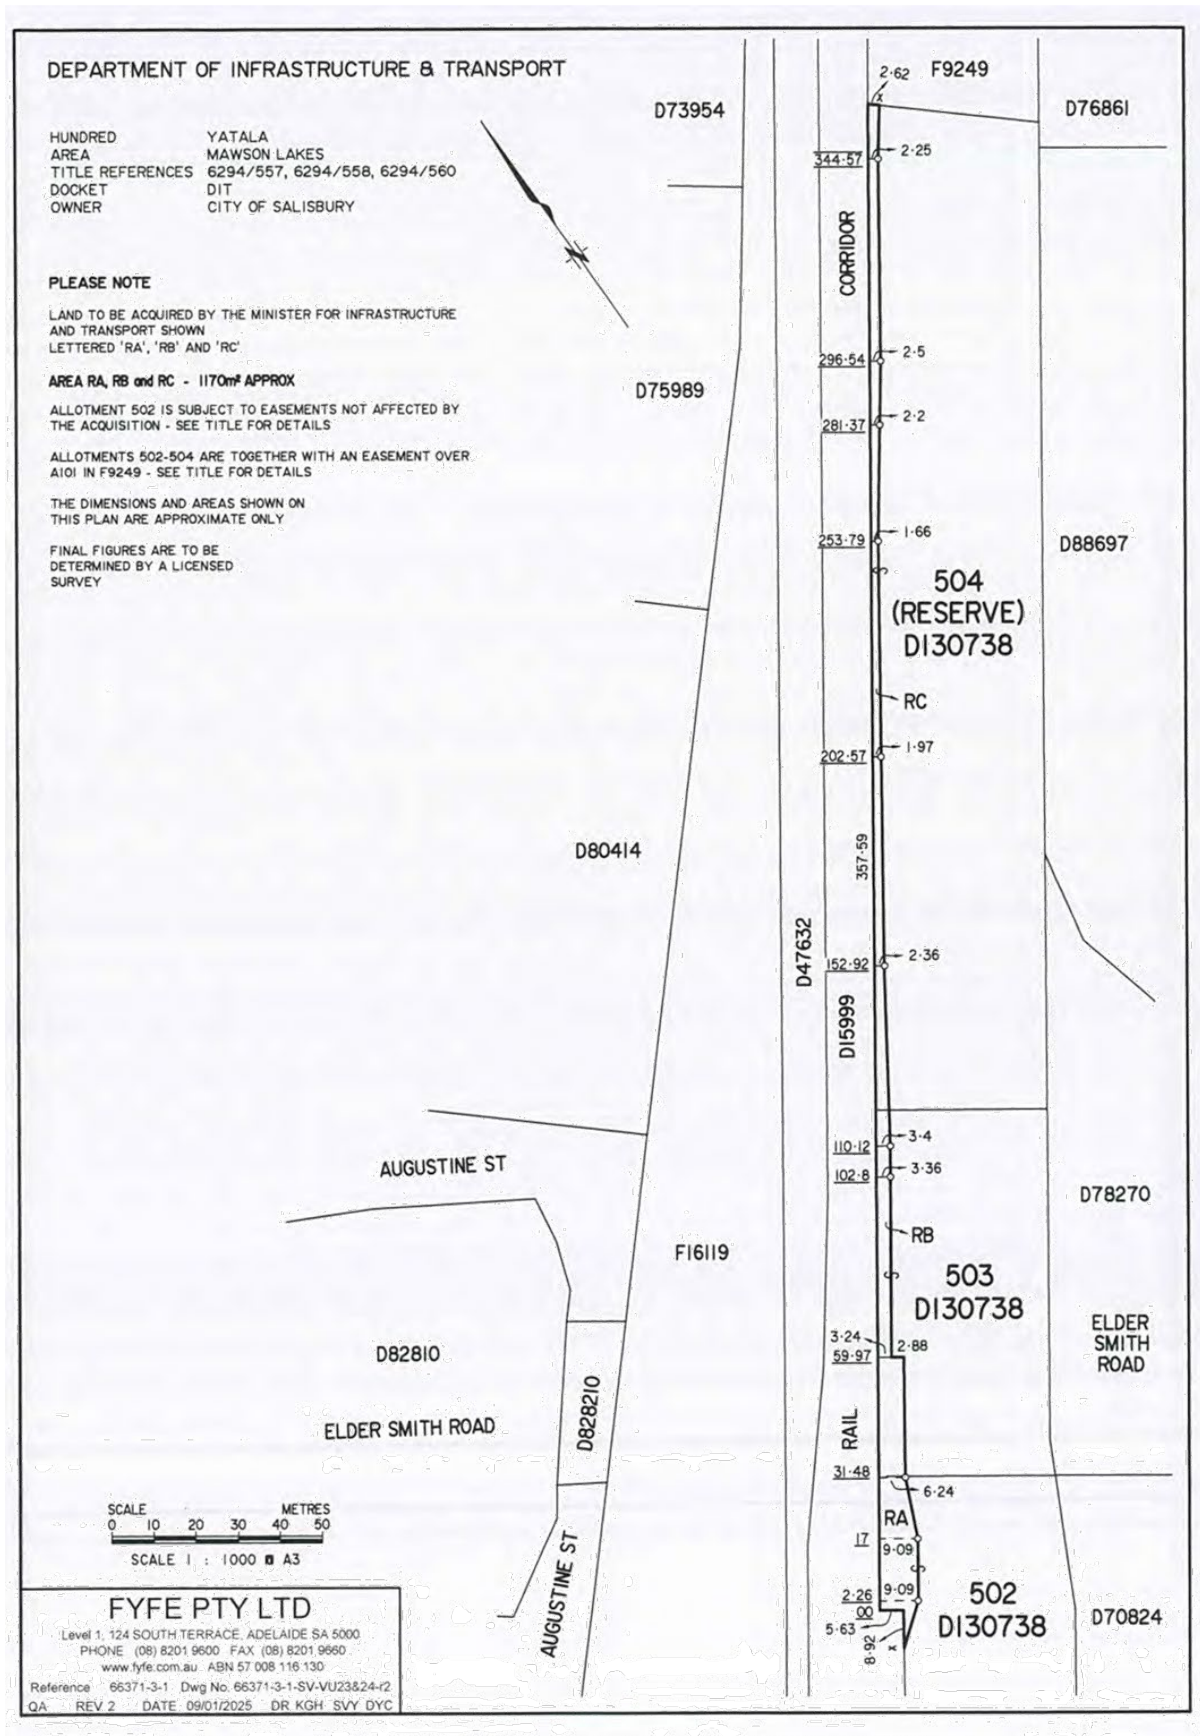 DEPARTMENT OF INFRASTRUCTURE & TRANSPORT
HUNDRED YATALA
AREA MAWSON LAKES
TITLE REFERENCES 6294/557, 6294/558, 6294/560
DOCKET DIT
OWNER CITY OF SALISBURY
PLEASE NOTE
LAND TO BE ACQUIRED BY THE MINISTER FOR INFRASTRUCTURE
AND TRANSPORT SHOWN
LETTERED 'RA', 'RB' AND 'RC'
AREA RA, RB and RC - 1170m² APPROX
ALLOTMENT 502 IS SUBJECT TO EASEMENTS NOT AFFECTED BY
THE ACQUISITION - SEE TITLE FOR DETAILS
ALLOTMENTS 502-504 ARE TOGETHER WITH AN EASEMENT OVER
A101 IN F9249 - SEE TITLE FOR DETAILS
THE DIMENSIONS AND AREAS SHOWN ON
THIS PLAN ARE APPROXIMATE ONLY
FINAL FIGURES ARE TO BE
DETERMINED BY A LICENSED
SURVEY
2·62
F9249
D73954
X
D76861
344·57
2·25
CORRIDOR
296·54
2·5
D75989
281·37
2·2
253·79
1·66
D88697
504
(RESERVE)
D130738
RC
202·57
1·97
357·59
D80414
D47632
152·92
2·36
D15999
110·12
3·4
AUGUSTINE ST
102·8
3·36
D78270
RB
F16119
503
D130738
ELDER
SMITH
ROAD
3·24
2·88
59·97
D82810
D828210
ELDER SMITH ROAD
RAIL
31·48
6·24
RA
17
9·09
2·26
9·09
00
5·63
8·92
X
502
D130738
D70824
AUGUSTINE ST
SCALE METRES
0 10 20 30 40 50
SCALE 1 : 1000 @ A3
FYFE PTY LTD
Level 1, 124 SOUTH TERRACE, ADELAIDE SA 5000
PHONE (08) 8201 9600 FAX (08) 8201 9660
www.fyfe.com.au ABN 57 008 116 130
Reference 66371-3-1 Dwg No. 66371-3-1-SV-VU23&24-r2
QA REV 2 DATE 09/01/2025 DR KGH SVY DYC